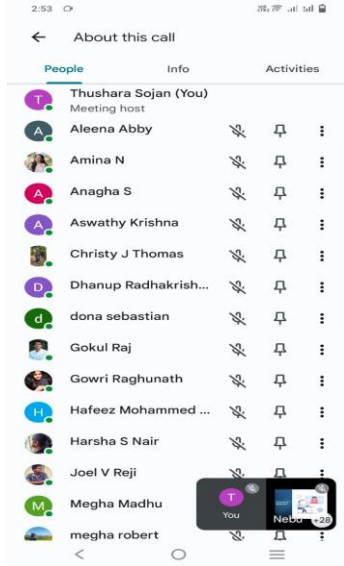 2:53
About this call
People Info Activities
T Thushara Sojan (You)
Meeting host
A Aleena Abby
Amina N
A Anagha S
A Aswathy Krishna
Christy J Thomas
D Dhanup Radhakrish...
d dona sebastian
Gokul Raj
Gowri Raghunath
H Hafeez Mohammed ...
Harsha S Nair
Joel V Reji
T
You Nebu +28
M Megha Madhu
megha robert